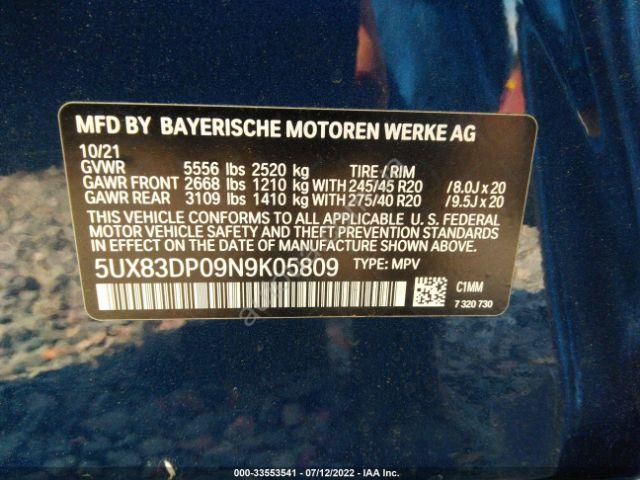 MFD BY BAYERISCHE MOTOREN WERKE AG
10/21
GVWR 5556 lbs 2520 kg TIRE / RIM
GAWR FRONT 2668 lbs 1210 kg WITH 245/45 R20 /8.0J x 20
GAWR REAR 3109 lbs 1410 kg WITH 275/40 R20 /9.5J x 20
THIS VEHICLE CONFORMS TO ALL APPLICABLE U. S. FEDERAL
MOTOR VEHICLE SAFETY AND THEFT PREVENTION STANDARDS
IN EFFECT ON THE DATE OF MANUFACTURE SHOWN ABOVE.
5UX83DP09N9K05809 TYPE: MPV
C1MM
7 320 730
000-33553541 - 07/12/2022 - IAA Inc.